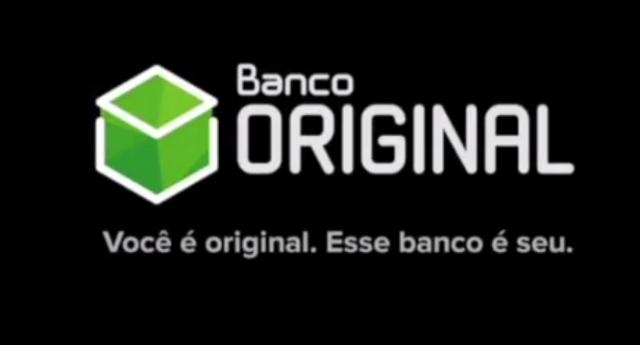 Banco
ORIGINAL
Você é original. Esse banco é seu.